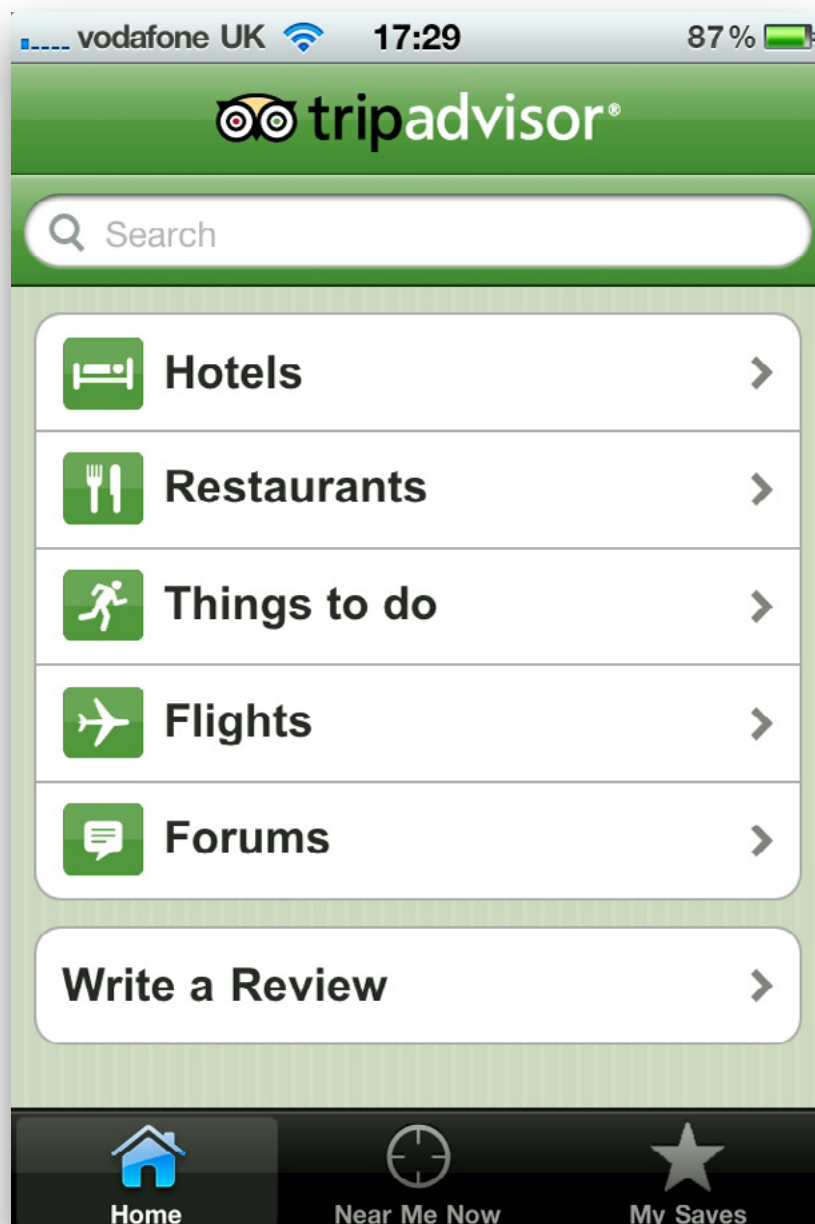 vodafone UK 17:29 87%
tripadvisor®
Search
Hotels
Restaurants
Things to do
Flights
Forums
Write a Review
Home Near Me Now My Saves